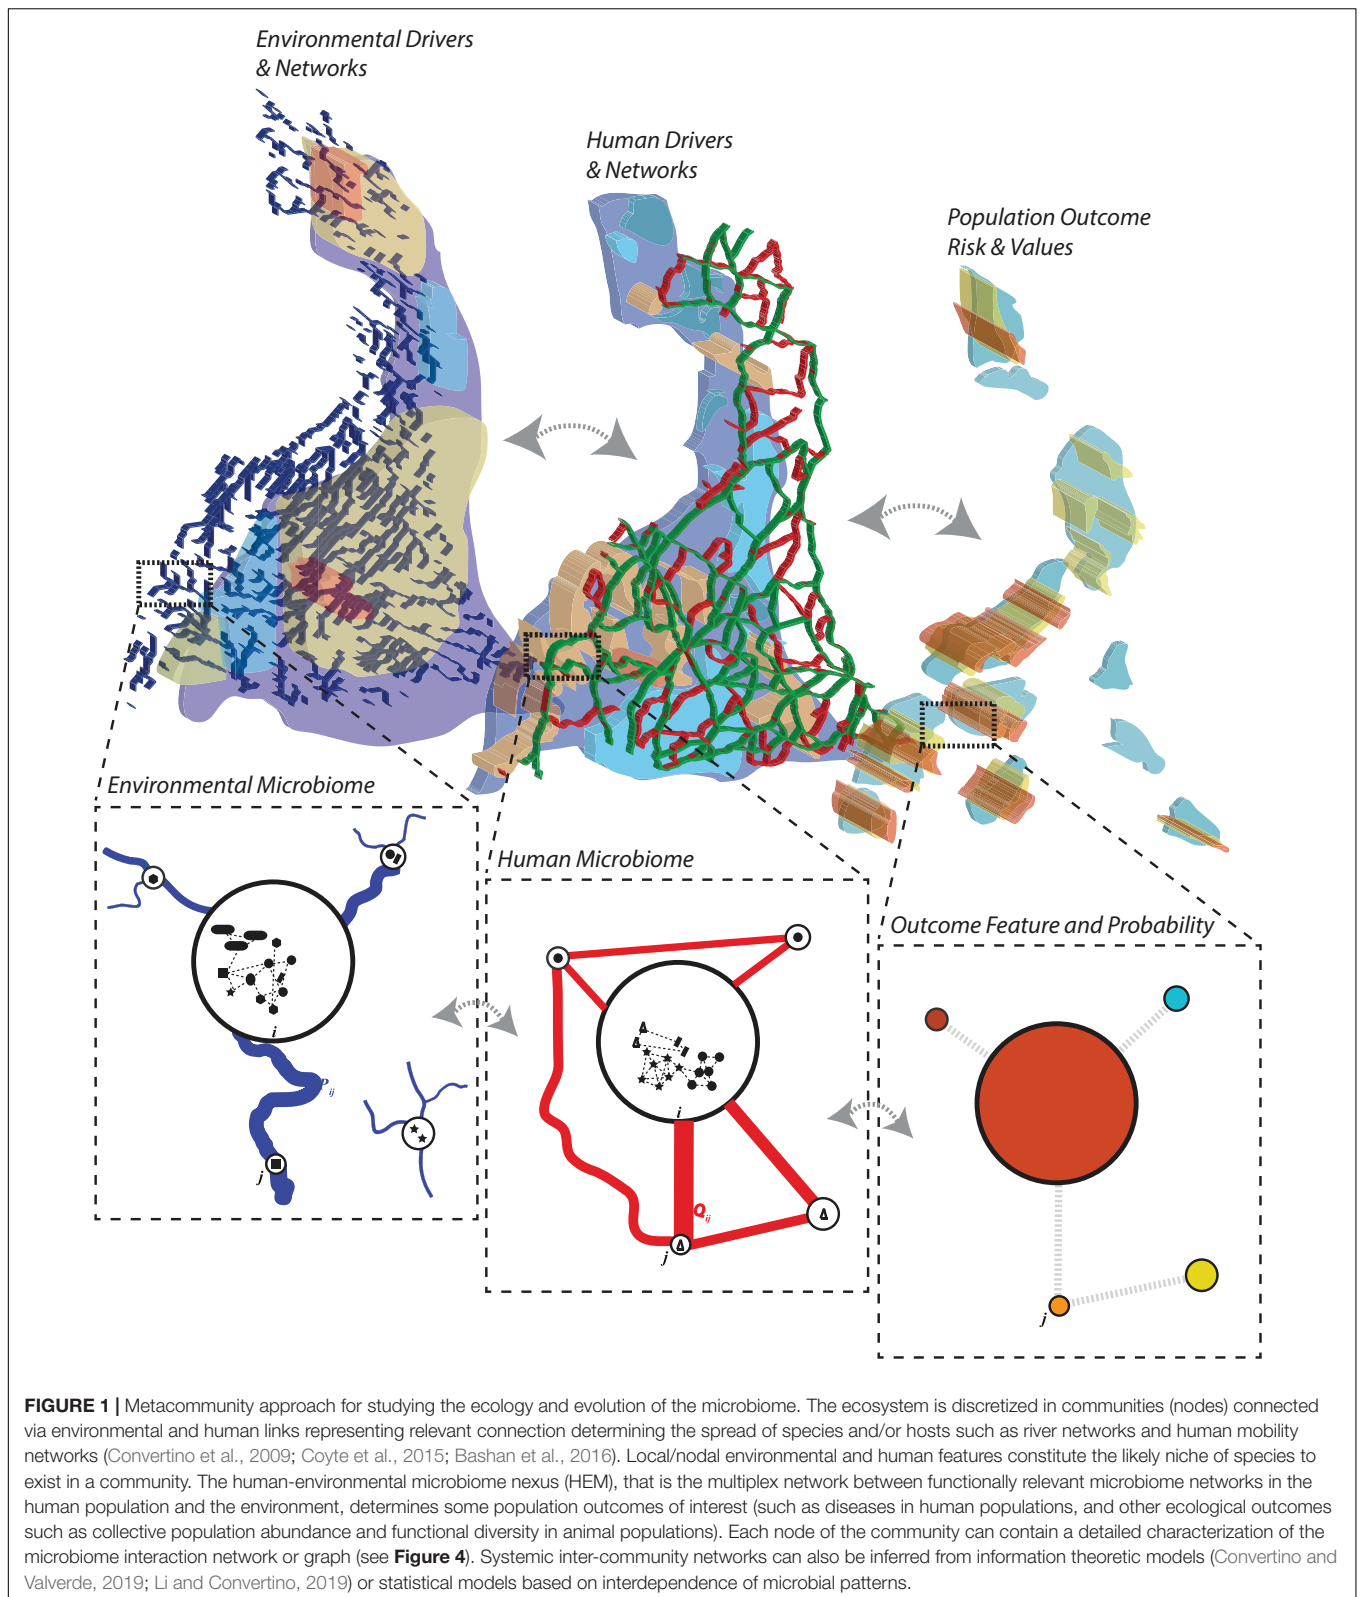 Environmental Drivers
& Networks
Human Drivers
& Networks
Population Outcome
Risk & Values
Environmental Microbiome
i
P ij
j
Human Microbiome
i
Q ij
j
Outcome Feature and Probability
j
FIGURE 1 | Metacommunity approach for studying the ecology and evolution of the microbiome. The ecosystem is discretized in communities (nodes) connected
via environmental and human links representing relevant connection determining the spread of species and/or hosts such as river networks and human mobility
networks (Convertino et al., 2009; Coyte et al., 2015; Bashan et al., 2016). Local/nodal environmental and human features constitute the likely niche of species to
exist in a community. The human-environmental microbiome nexus (HEM), that is the multiplex network between functionally relevant microbiome networks in the
human population and the environment, determines some population outcomes of interest (such as diseases in human populations, and other ecological outcomes
such as collective population abundance and functional diversity in animal populations). Each node of the community can contain a detailed characterization of the
microbiome interaction network or graph (see Figure 4). Systemic inter-community networks can also be inferred from information theoretic models (Convertino and
Valverde, 2019; Li and Convertino, 2019) or statistical models based on interdependence of microbial patterns.